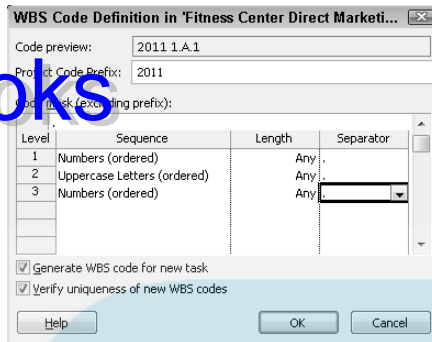 WBS Code Definition in 'Fitness Center Direct Marketi...
Code preview: 2011 1.A.1
Project Code Prefix: 2011
oks
Code mask (excluding prefix):
Level Sequence Length Separator
1 Numbers (ordered) Any .
2 Uppercase Letters (ordered) Any .
3 Numbers (ordered) Any .
Generate WBS code for new task
Verify uniqueness of new WBS codes
Help OK Cancel